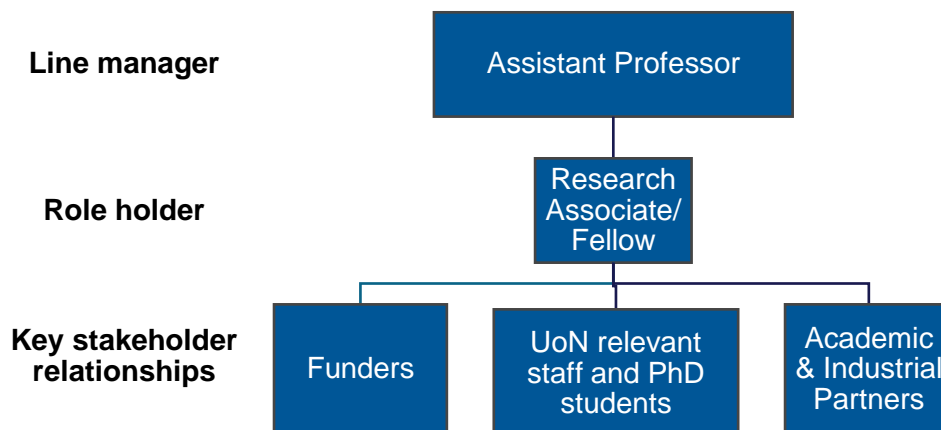 Line manager
Assistant Professor
Role holder
Research
Associate/
Fellow
Key stakeholder
relationships
Funders
UoN relevant
staff and PhD
students
Academic
& Industrial
Partners